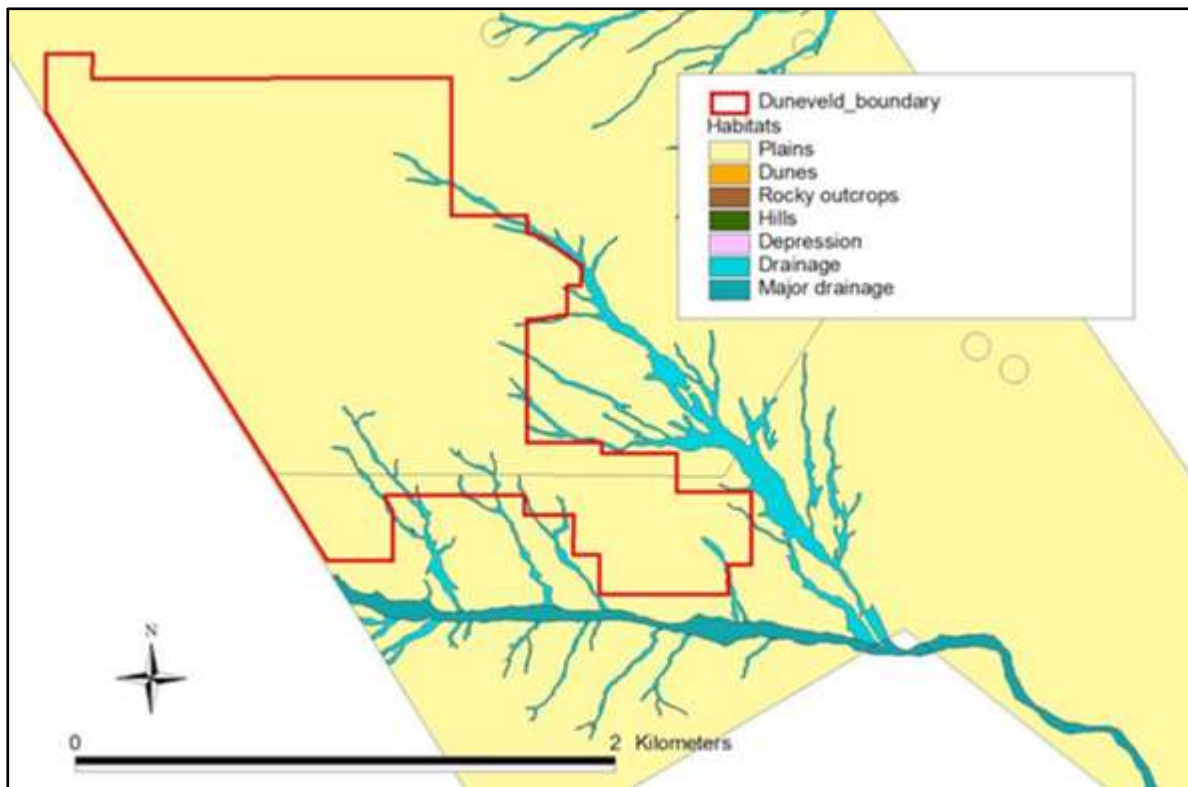 Duneveld_boundary
Habitats
Plains
Dunes
Rocky outcrops
Hills
Depression
Drainage
Major drainage
N
0 2 Kilometers